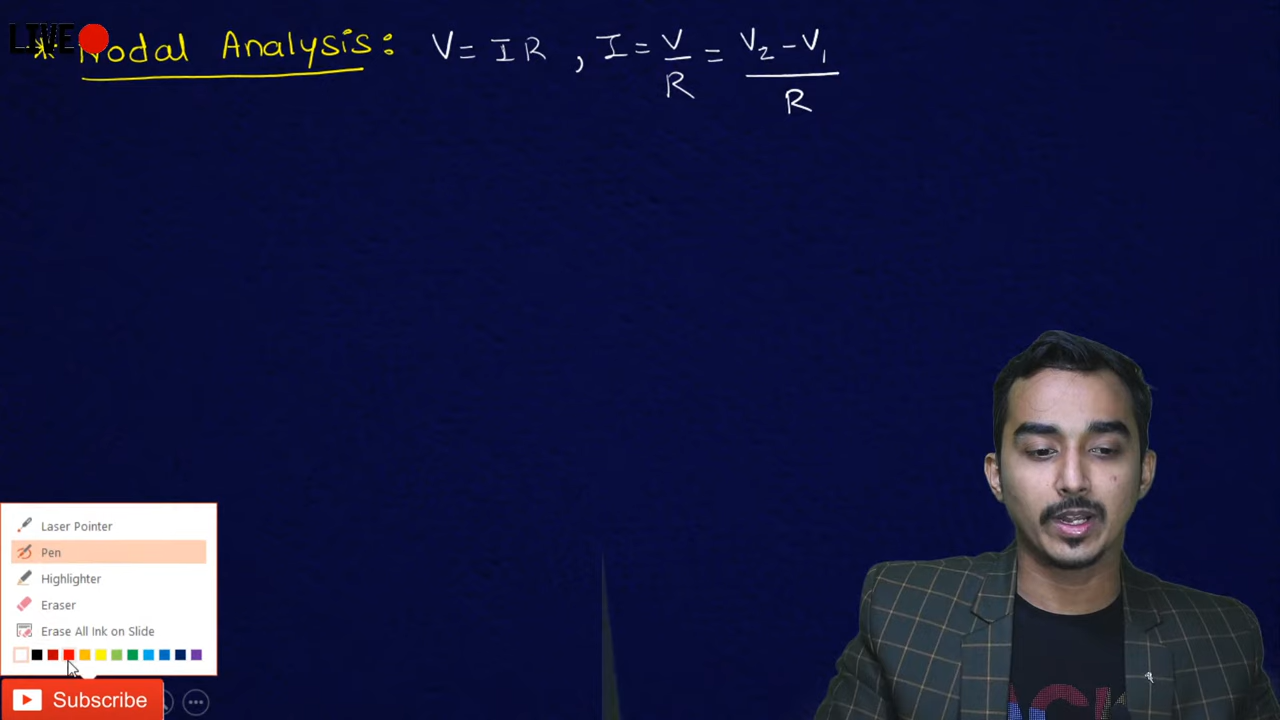 LIVE
* Nodal Analysis: V = IR, I = V/R = (V₂ - V₁)/R
Laser Pointer
Pen
Highlighter
Eraser
Erase All Ink on Slide
Subscribe